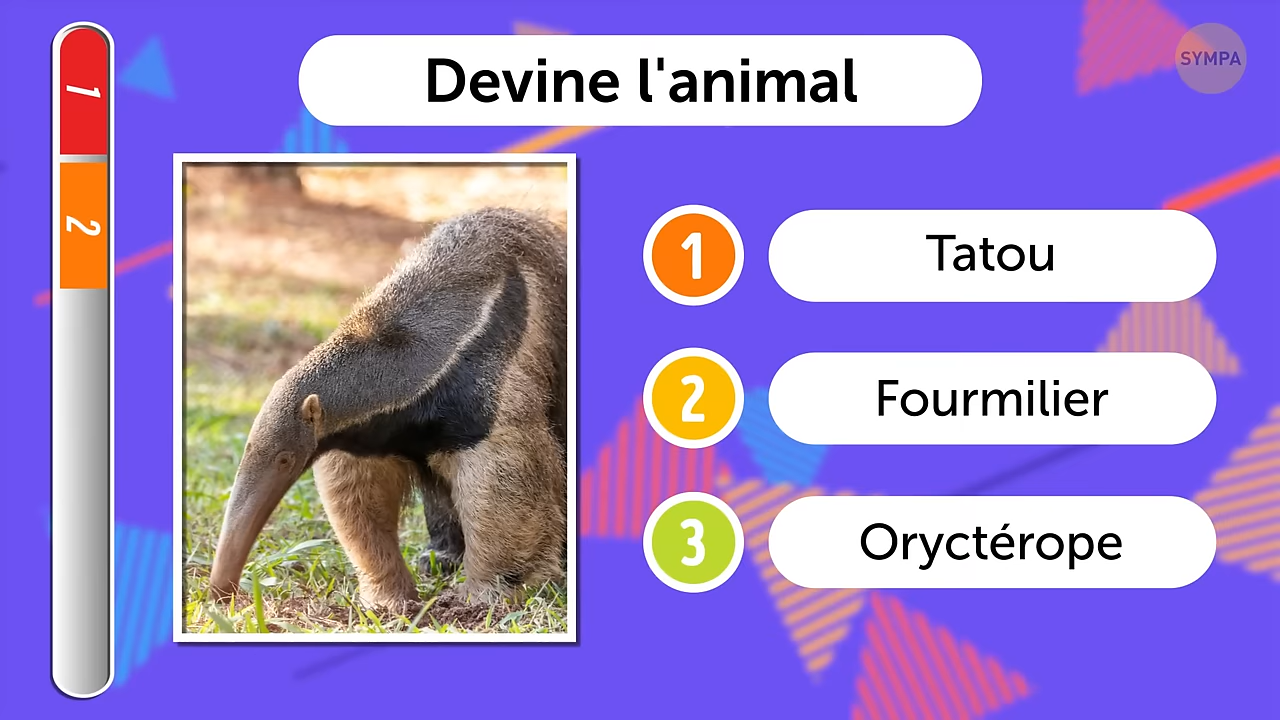 Devine l'animal
SYMPA
1
2
1
Tatou
2
Fourmilier
3
Oryctérope